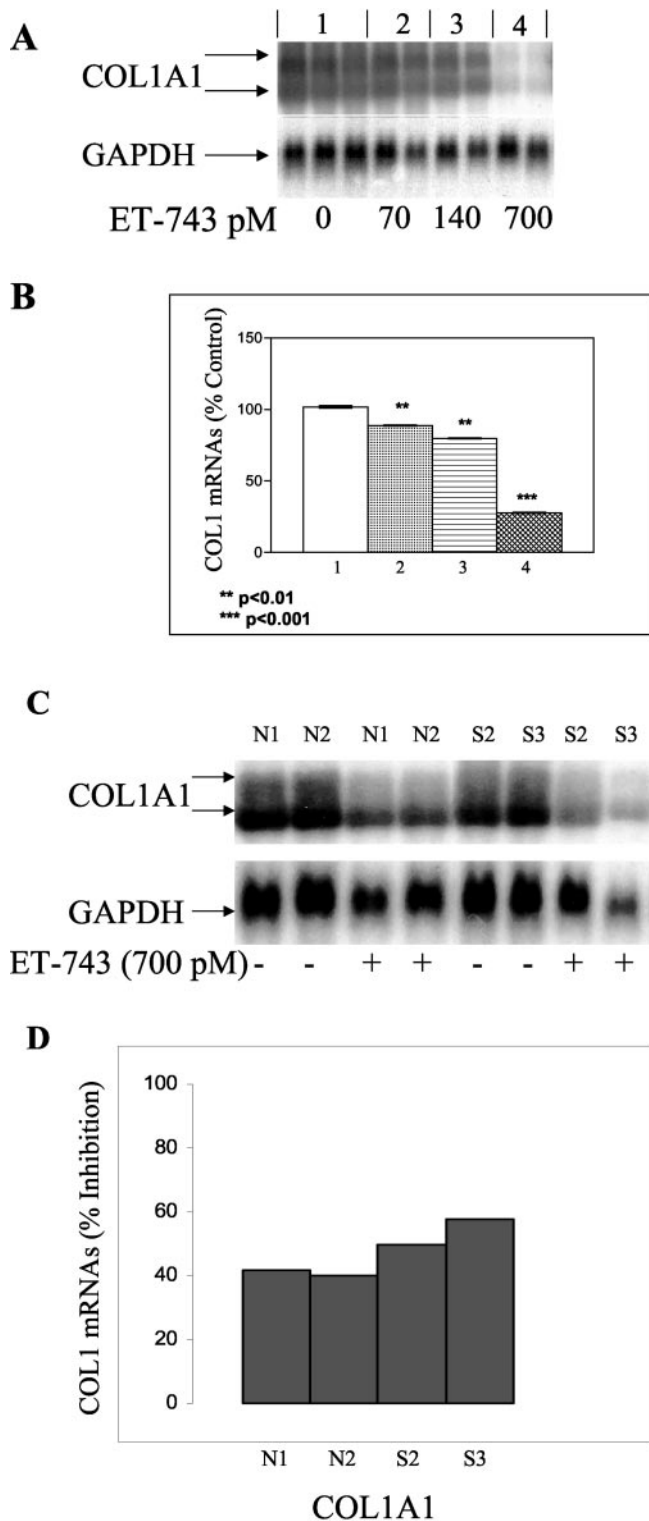 A
1 2 3 4
COL1A1
GAPDH
ET-743 pM 0 70 140 700
B
COL1 mRNAs (% Control)
150
100
50
0
**
**
***
1 2 3 4
** p<0.01
*** p<0.001
C
N1 N2 N1 N2 S2 S3 S2 S3
COL1A1
GAPDH
ET-743 (700 pM) - - + + - - + +
D
COL1 mRNAs (% Inhibition)
100
80
60
40
20
0
N1 N2 S2 S3
COL1A1